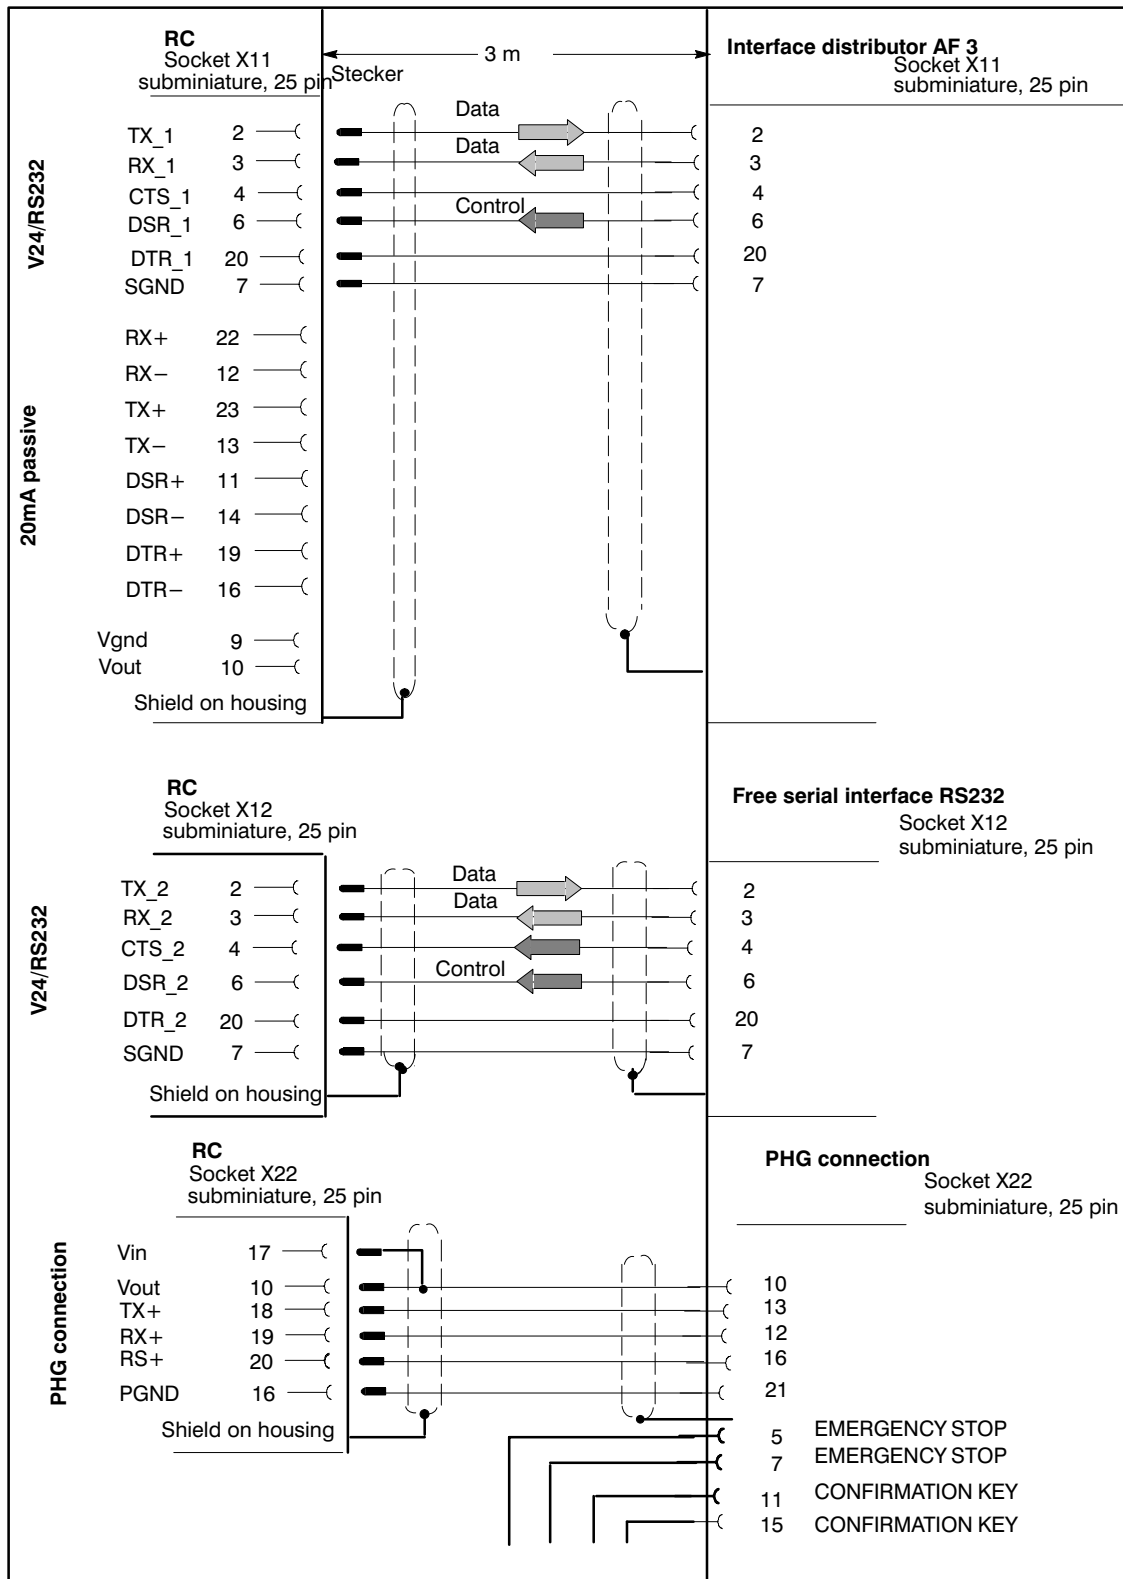 RC
Socket X11
subminiature, 25 pin
Stecker
3 m
Interface distributor AF 3
Socket X11
subminiature, 25 pin
V24/RS232
TX_1 2 Data 2
RX_1 3 Data 3
CTS_1 4 4
DSR_1 6 Control 6
DTR_1 20 20
SGND 7 7
20mA passive
RX+ 22
RX− 12
TX+ 23
TX− 13
DSR+ 11
DSR− 14
DTR+ 19
DTR− 16
Vgnd 9
Vout 10
Shield on housing
RC
Socket X12
subminiature, 25 pin
Free serial interface RS232
Socket X12
subminiature, 25 pin
V24/RS232
TX_2 2 Data 2
RX_2 3 Data 3
CTS_2 4 4
DSR_2 6 Control 6
DTR_2 20 20
SGND 7 7
Shield on housing
RC
Socket X22
subminiature, 25 pin
PHG connection
Socket X22
subminiature, 25 pin
PHG connection
Vin 17
Vout 10 10
TX+ 18 13
RX+ 19 12
RS+ 20 16
PGND 16 21
Shield on housing
5 EMERGENCY STOP
7 EMERGENCY STOP
11 CONFIRMATION KEY
15 CONFIRMATION KEY